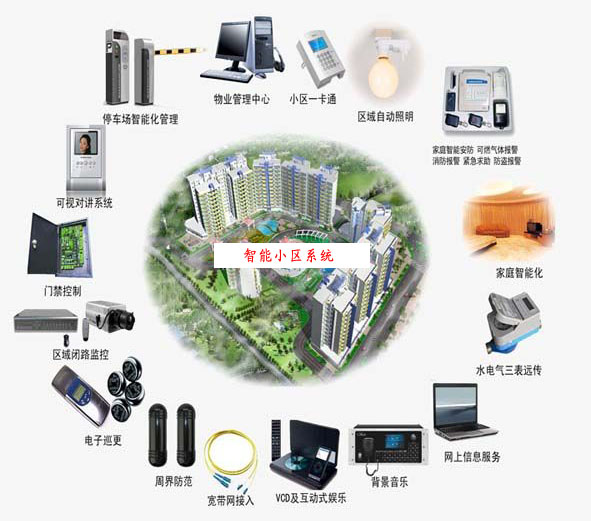 停车场智能化管理
物业管理中心
小区一卡通
区域自动照明
家庭智能安防 可燃气体报警
消防报警 紧急求助 防盗报警
可视对讲系统
智能小区系统
家庭智能化
门禁控制
区域闭路监控
水电气三表远传
电子巡更
周界防范
宽带网接入
VCD及互动式娱乐
背景音乐
网上信息服务